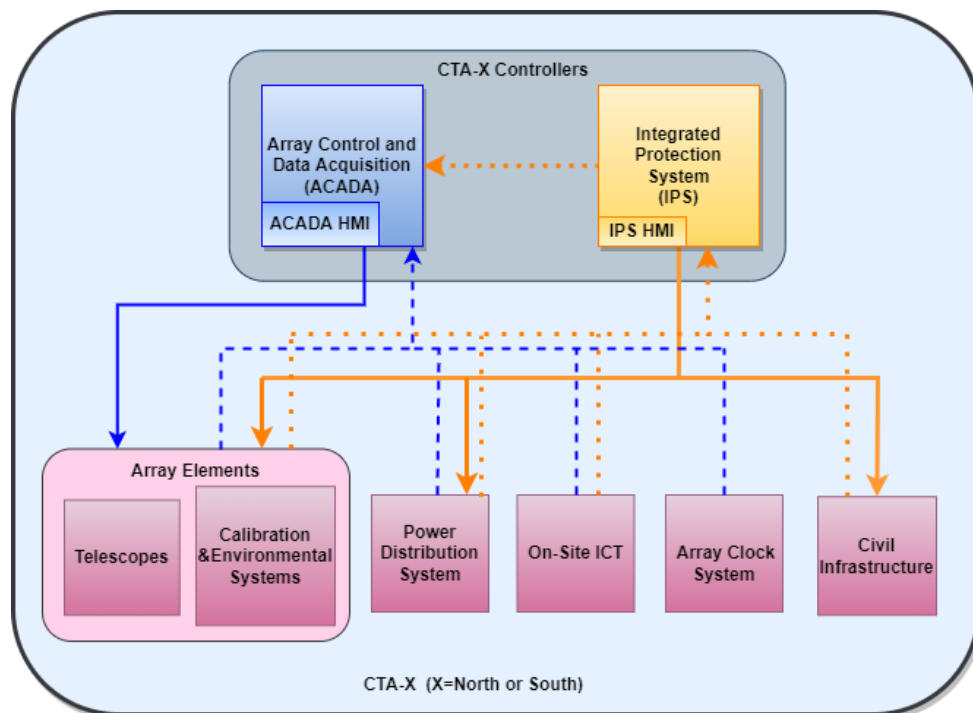 CTA-X Controllers
Array Control and
Data Acquisition
(ACADA)
ACADA HMI
Integrated
Protection
System
(IPS)
IPS HMI
Array Elements
Telescopes
Calibration
&Environmental
Systems
Power
Distribution
System
On-Site ICT
Array Clock
System
Civil
Infrastructure
CTA-X (X=North or South)